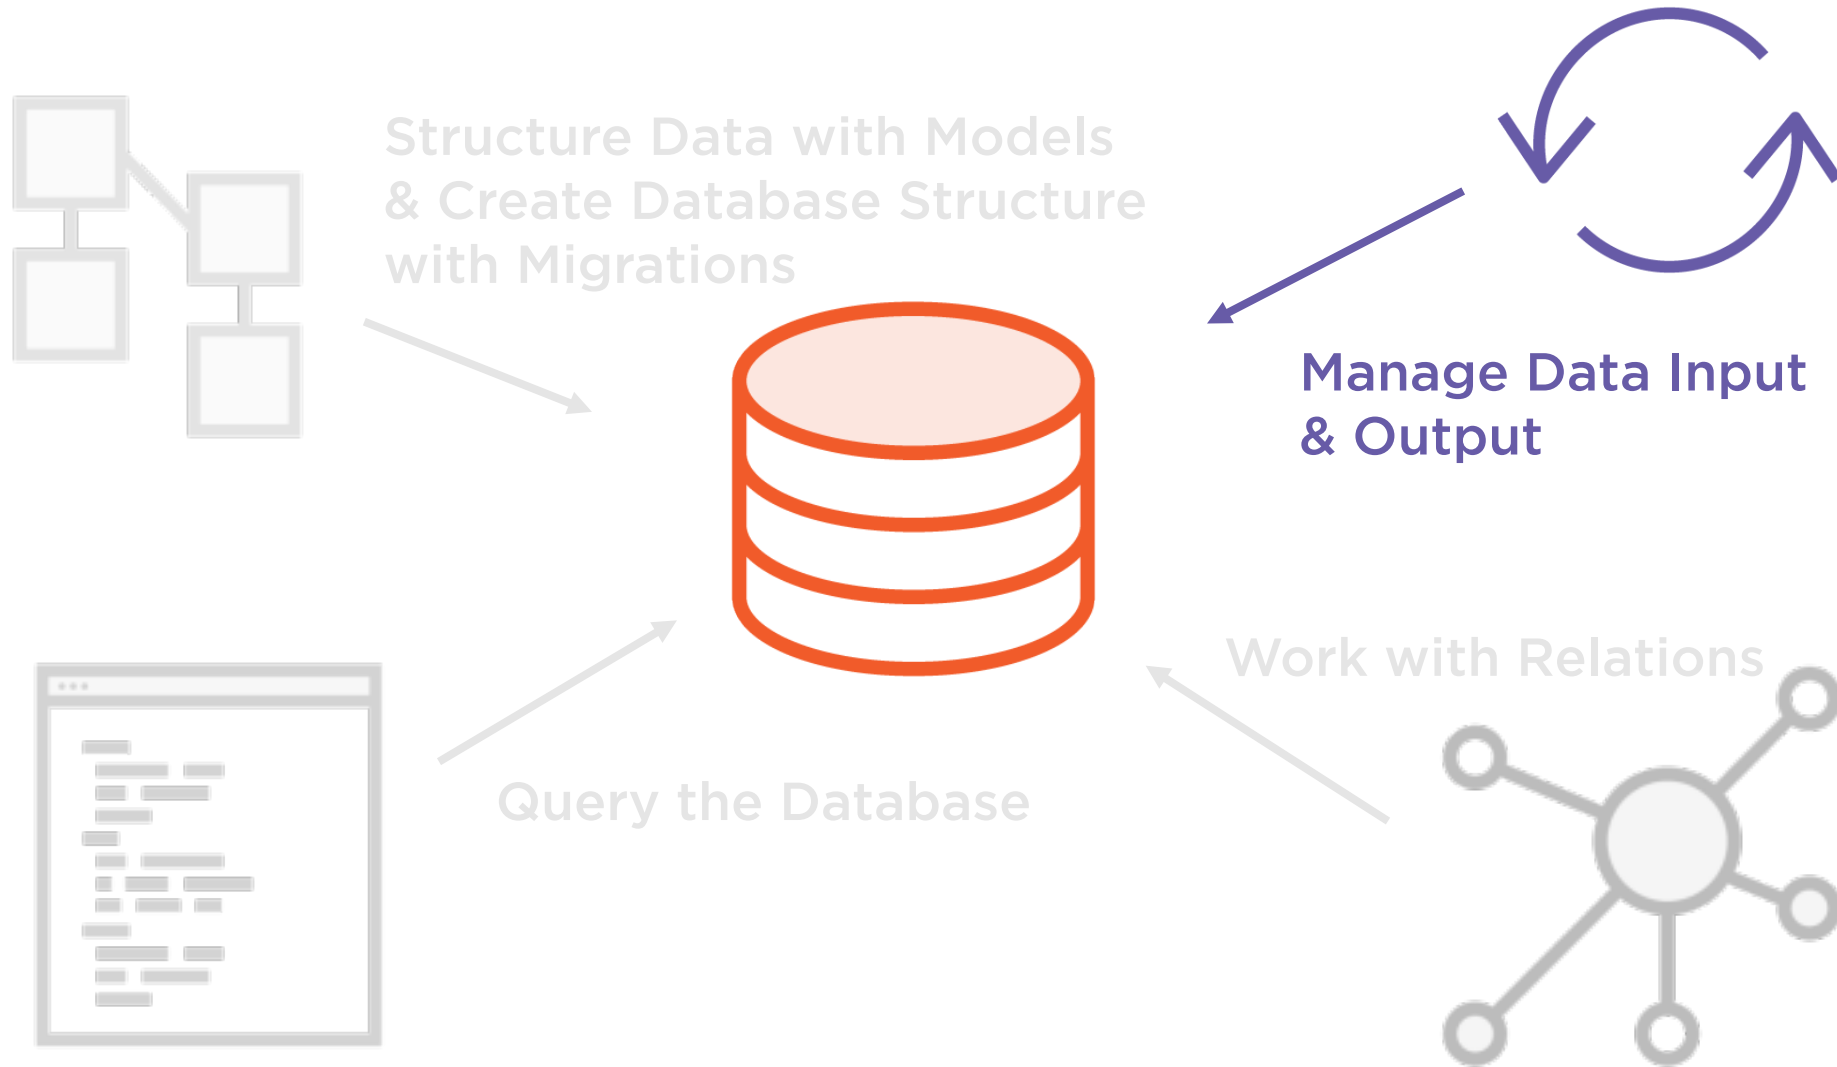 Structure Data with Models
& Create Database Structure
with Migrations
Manage Data Input
& Output
Query the Database
Work with Relations